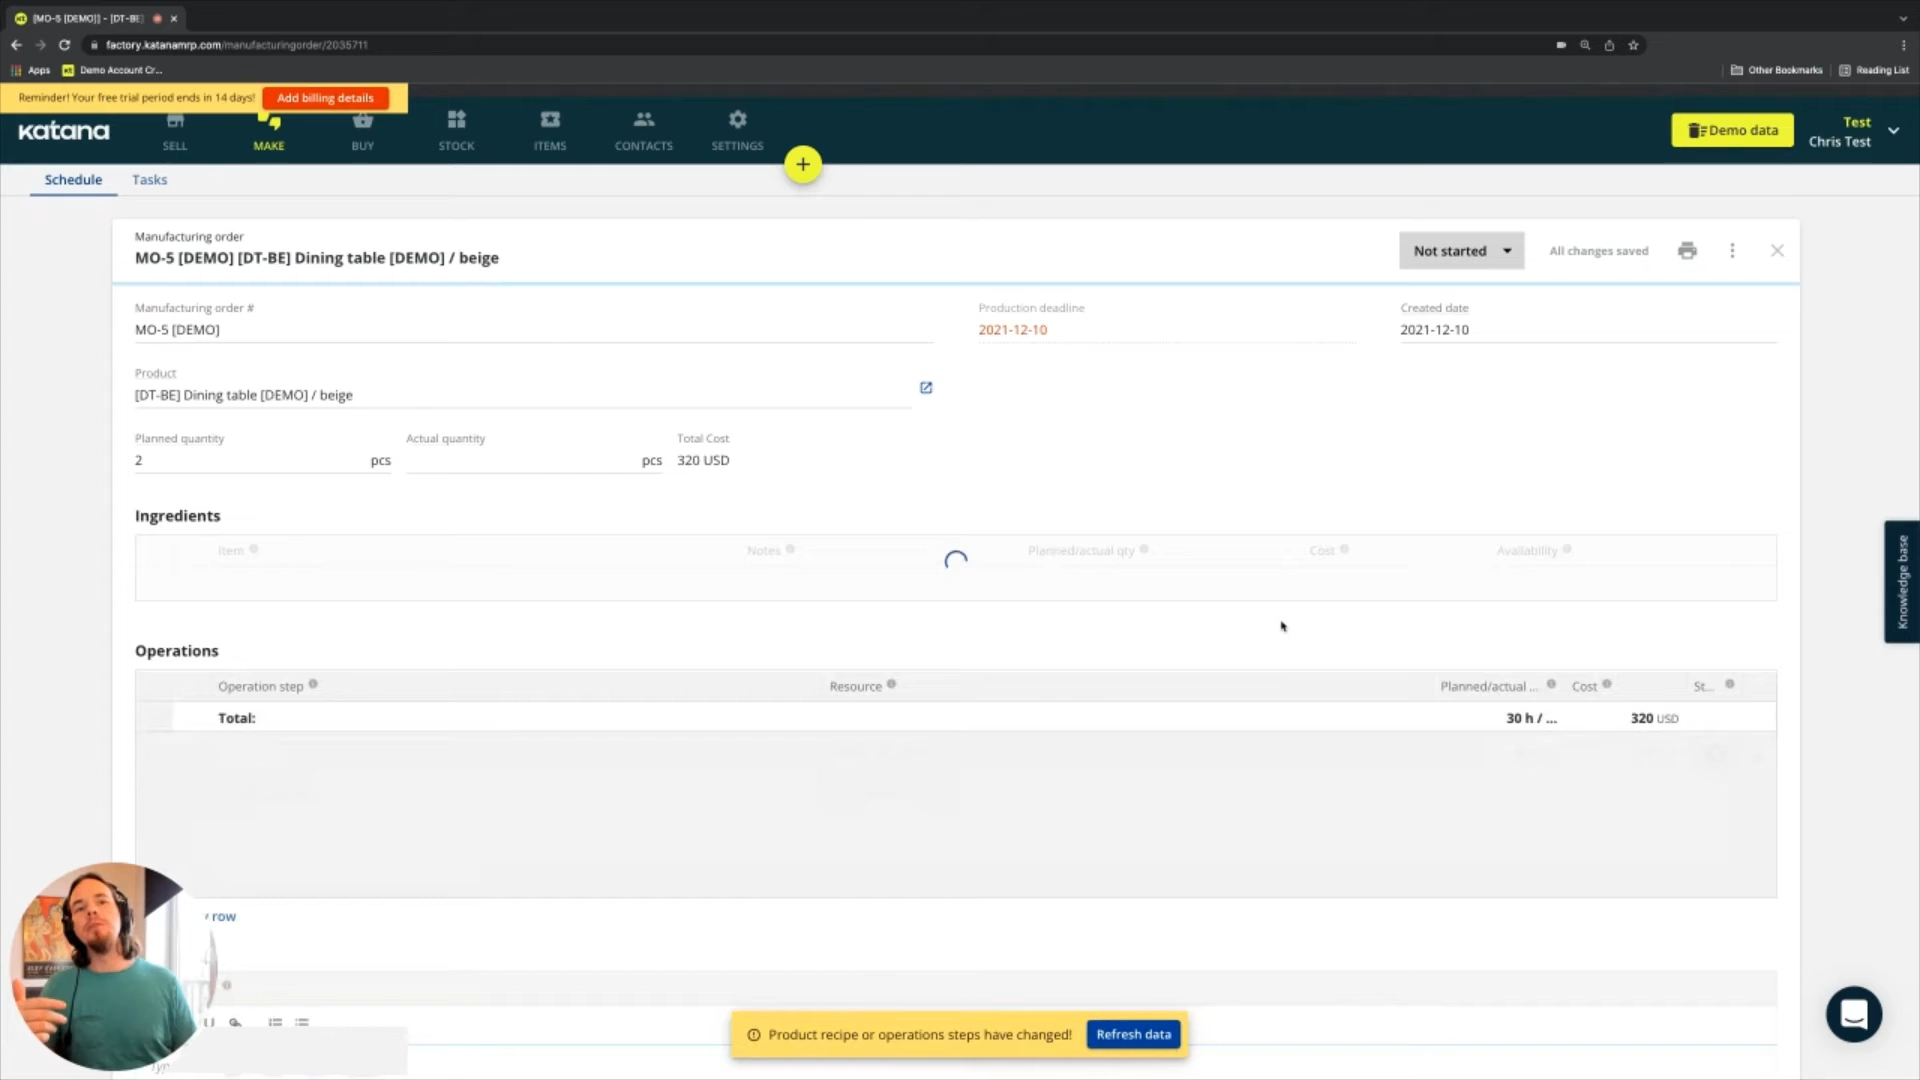 [MO-5 [DEMO]] - [DT-BE]
factory.katanamrp.com/manufacturingorder/2035711
Apps
Demo Account Cr...
Other Bookmarks
Reading List
Reminder! Your free trial period ends in 14 days!
Add billing details
katana
SELL
MAKE
BUY
STOCK
ITEMS
CONTACTS
SETTINGS
+
Demo data
Test
Chris Test
Schedule
Tasks
Manufacturing order
MO-5 [DEMO] [DT-BE] Dining table [DEMO] / beige
Not started
All changes saved
Manufacturing order #
MO-5 [DEMO]
Production deadline
2021-12-10
Created date
2021-12-10
Product
[DT-BE] Dining table [DEMO] / beige
Planned quantity
2 pcs
Actual quantity
pcs
Total Cost
320 USD
Ingredients
Item
Notes
Planned/actual qty
Cost
Availability
Knowledge base
Operations
Operation step
Resource
Planned/actual ...
Cost
St...
Total:
30 h / ...
320 USD
row
Product recipe or operations steps have changed!
Refresh data